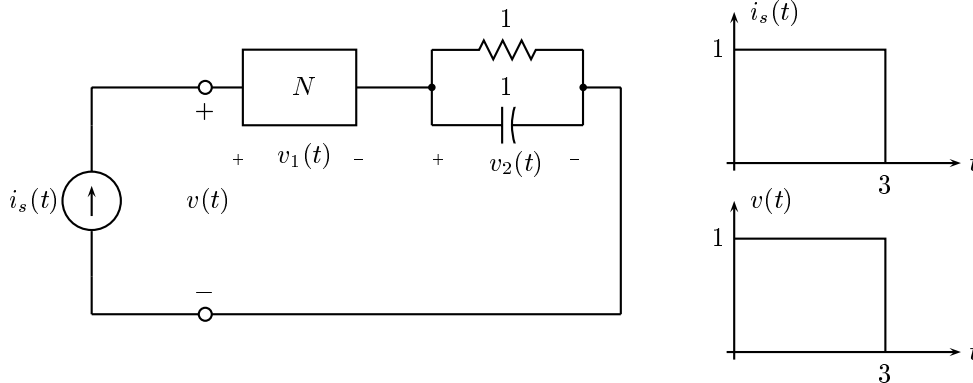 1
N
1
+
+ v₁(t) −
+ v₂(t) −
iₛ(t)
v(t)
−
iₛ(t)
1
3
t
v(t)
1
3
t